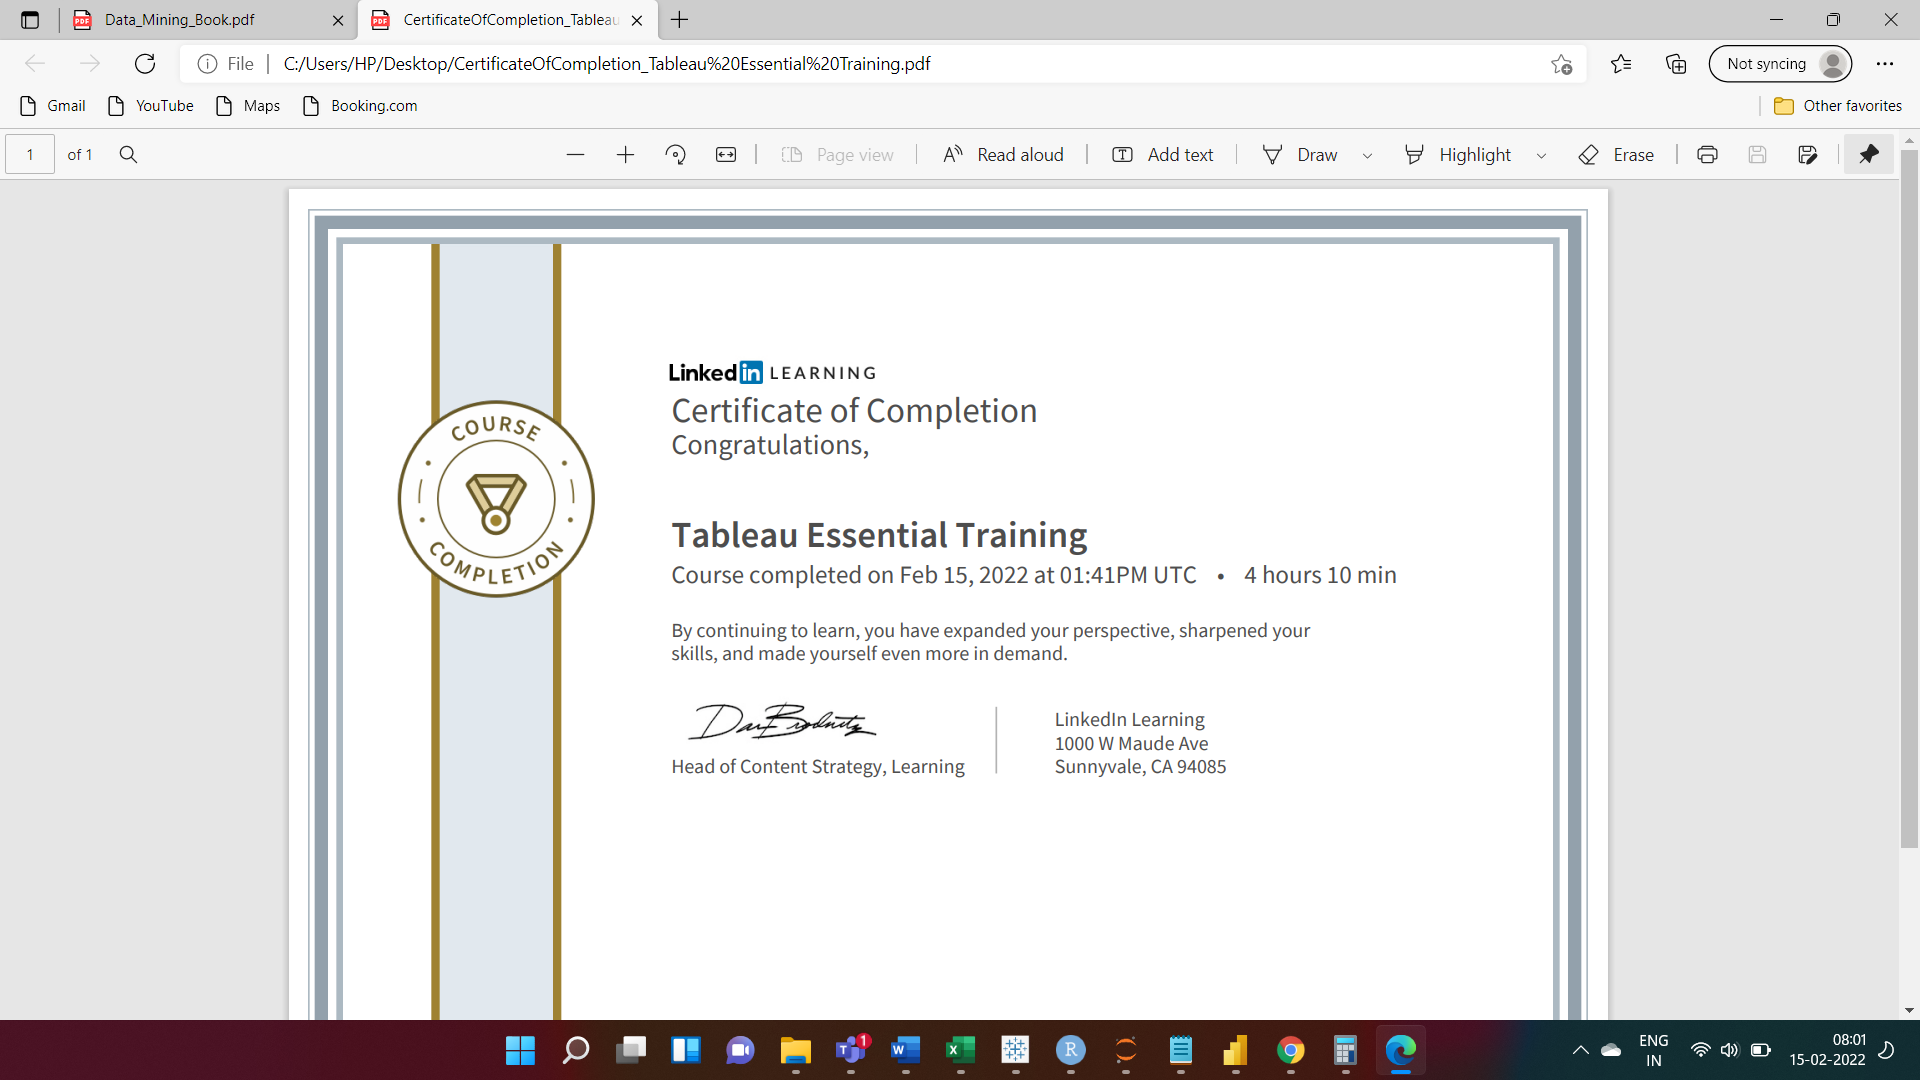 Data_Mining_Book.pdf
CertificateOfCompletion_Tableau
File
C:/Users/HP/Desktop/CertificateOfCompletion_Tableau%20Essential%20Training.pdf
Not syncing
Gmail
YouTube
Maps
Booking.com
Other favorites
1 of 1
Page view
Read aloud
Add text
Draw
Highlight
Erase
COURSE
COMPLETION
Linked in LEARNING
Certificate of Completion
Congratulations,
Tableau Essential Training
Course completed on Feb 15, 2022 at 01:41PM UTC • 4 hours 10 min
By continuing to learn, you have expanded your perspective, sharpened your
skills, and made yourself even more in demand.
Head of Content Strategy, Learning
LinkedIn Learning
1000 W Maude Ave
Sunnyvale, CA 94085
1
ENG
IN
08:01
15-02-2022